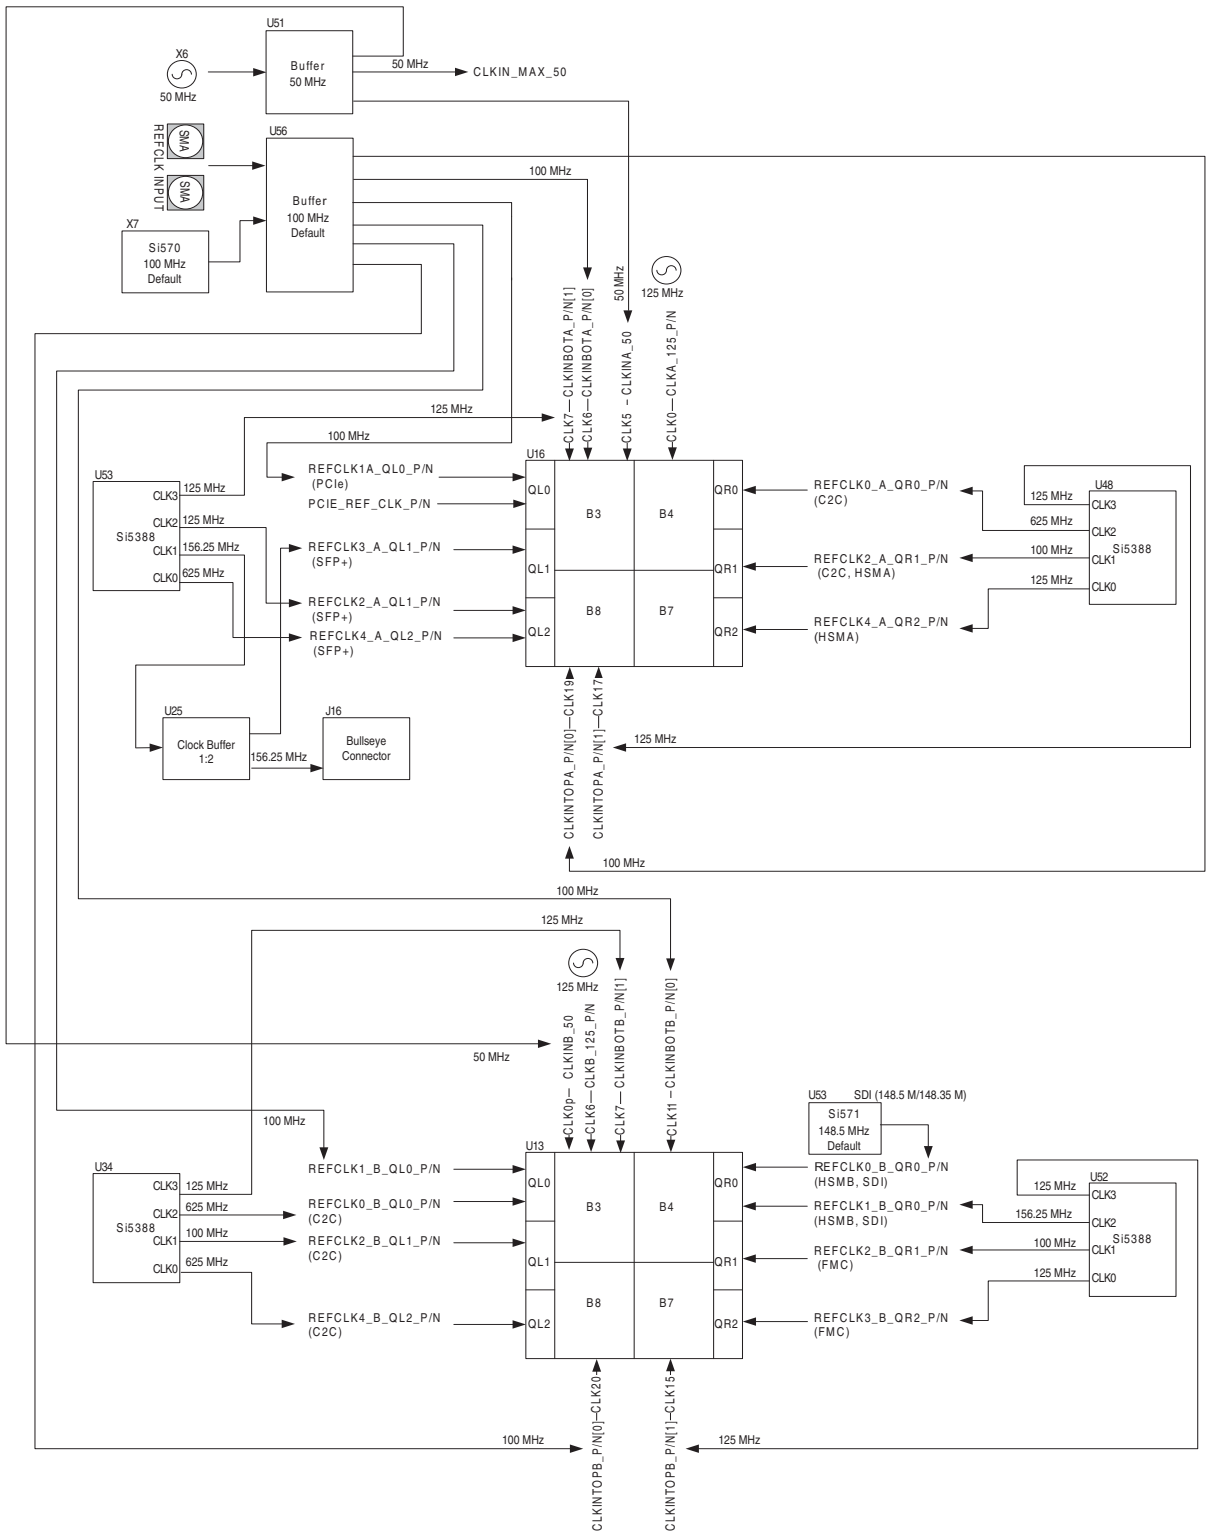 U51
Buffer
50 MHz
X6
50 MHz
50 MHz
CLKIN_MAX_50
REFCLK INPUT
SMA
SMA
U56
Buffer
100 MHz
Default
X7
Si570
100 MHz
Default
100 MHz
50 MHz
125 MHz
CLK7—CLKINBOTA_P/N[1]
CLK6—CLKINBOTA_P/N[0]
CLK5 – CLKINA_50
CLK0—CLKA_125_P/N
125 MHz
100 MHz
U53
Si5388
CLK3
CLK2
CLK1
CLK0
125 MHz
125 MHz
156.25 MHz
625 MHz
REFCLK1A_QL0_P/N
(PCIe)
PCIE_REF_CLK_P/N
REFCLK3_A_QL1_P/N
(SFP+)
REFCLK2_A_QL1_P/N
(SFP+)
REFCLK4_A_QL2_P/N
(SFP+)
U16
QL0
QL1
QL2
B3
B4
B8
B7
QR0
QR1
QR2
REFCLK0_A_QR0_P/N
(C2C)
REFCLK2_A_QR1_P/N
(C2C, HSMA)
REFCLK4_A_QR2_P/N
(HSMA)
125 MHz
625 MHz
100 MHz
125 MHz
U48
CLK3
CLK2
Si5388
CLK1
CLK0
U25
Clock Buffer
1:2
156.25 MHz
J16
Bullseye
Connector
CLKINTOPA_P/N[0]—CLK19
CLKINTOPA_P/N[1]—CLK17
125 MHz
100 MHz
100 MHz
125 MHz
125 MHz
50 MHz
CLK0p— CLKINB_50
CLK6—CLKB_125_P/N
CLK7— CLKINBOTB_P/N[1]
CLK11 – CLKINBOTB_P/N[0]
100 MHz
U34
Si5388
CLK3
CLK2
CLK1
CLK0
125 MHz
625 MHz
100 MHz
625 MHz
REFCLK1_B_QL0_P/N
REFCLK0_B_QL0_P/N
(C2C)
REFCLK2_B_QL1_P/N
(C2C)
REFCLK4_B_QL2_P/N
(C2C)
U13
QL0
QL1
QL2
B3
B4
B8
B7
QR0
QR1
QR2
U53
SDI (148.5 M/148.35 M)
Si571
148.5 MHz
Default
REFCLK0_B_QR0_P/N
(HSMB, SDI)
REFCLK1_B_QR0_P/N
(HSMB, SDI)
REFCLK2_B_QR1_P/N
(FMC)
REFCLK3_B_QR2_P/N
(FMC)
125 MHz
156.25 MHz
100 MHz
125 MHz
U52
CLK3
CLK2
Si5388
CLK1
CLK0
100 MHz
CLKINTOPB_P/N[0]—CLK20
CLKINTOPB_P/N[1]—CLK15
125 MHz